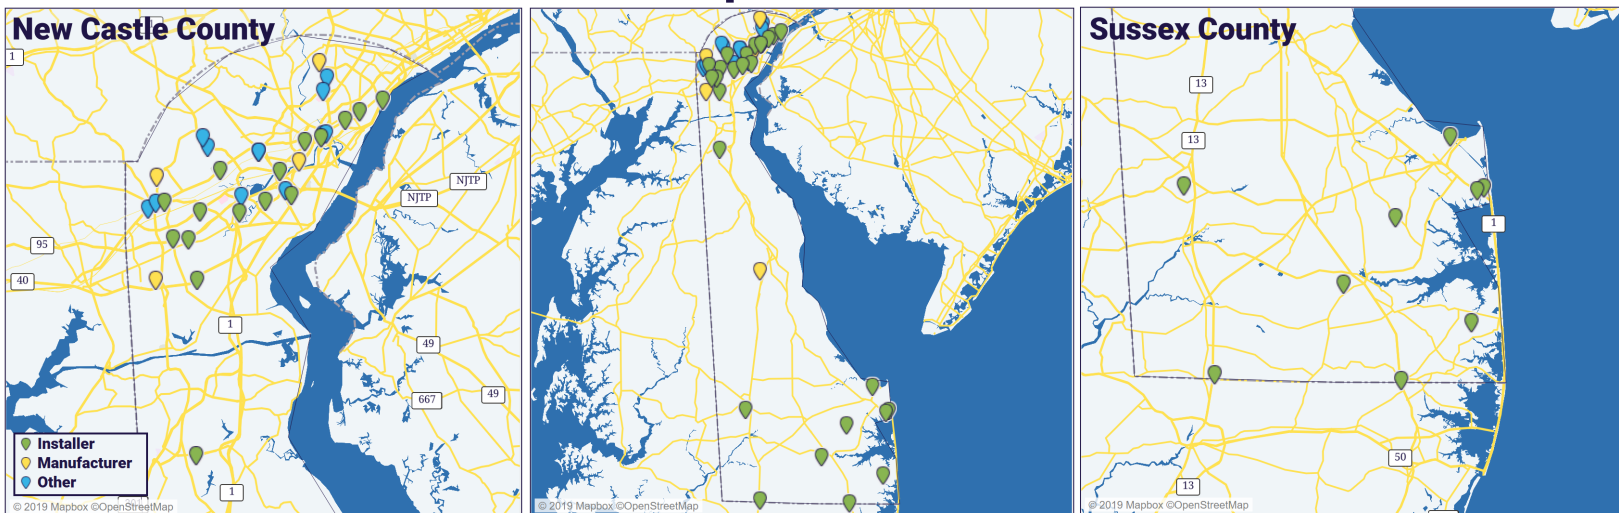 New Castle County
1
NJTP
NJTP
95
40
1
49
49
667
1
Installer
Manufacturer
Other
© 2019 Mapbox ©OpenStreetMap
© 2019 Mapbox ©OpenStreetMap
Sussex County
13
13
1
50
13
© 2019 Mapbox ©OpenStreetMap